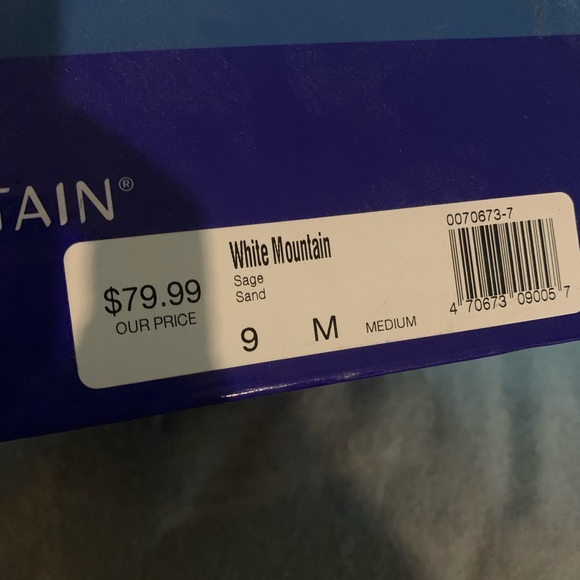 TAIN®
$79.99
OUR PRICE
White Mountain
Sage
Sand
9 M MEDIUM
0070673-7
4 70673 09005 7